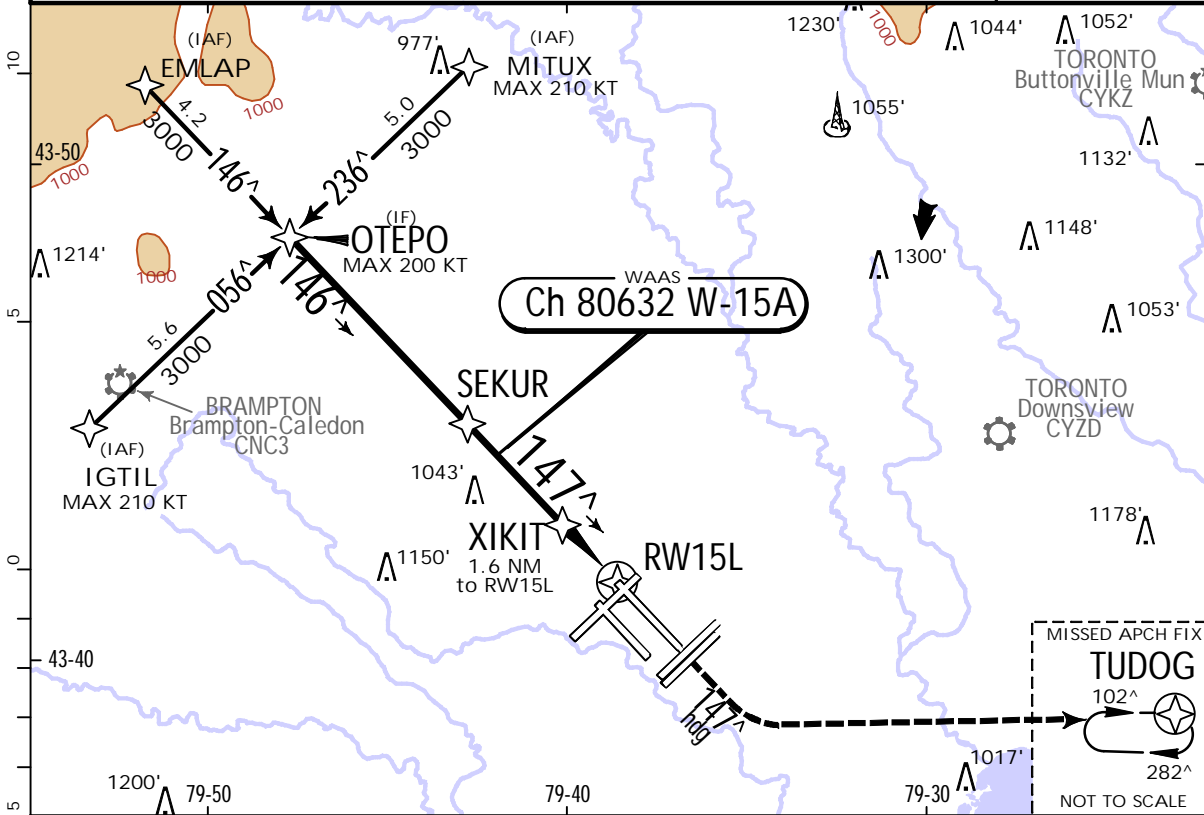 1230'
1000
1044'
1052'
(IAF)
EMLAP
977'
(IAF)
MITUX
MAX 210 KT
TORONTO
Buttonville Mun
CYKZ
10
1000
1055'
4.2
3000
5.0
3000
1132'
43-50
1000
146^
236^
(IF)
OTEPO
MAX 200 KT
1214'
1000
1148'
1300'
056^
146^
WAAS
Ch 80632 W-15A
5
5.6
3000
1053'
SEKUR
BRAMPTON
Brampton-Caledon
CNC3
TORONTO
Downsview
CYZD
(IAF)
IGTIL
MAX 210 KT
1043'
147^
1178'
XIKIT
1.6 NM
to RW15L
1150'
RW15L
0
43-40
MISSED APCH FIX
TUDOG
102^
147^
hdg
282^
1017'
1200'
79-50
79-40
79-30
NOT TO SCALE
5